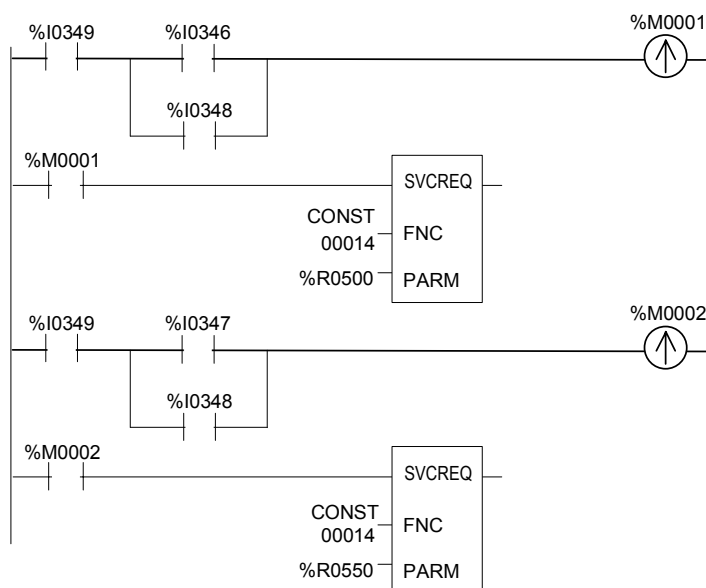 %I0349 %I0346 %M0001
%I0348
%M0001
SVCREQ
CONST
00014 FNC
%R0500 PARM
%I0349 %I0347 %M0002
%I0348
%M0002
SVCREQ
CONST
00014 FNC
%R0550 PARM